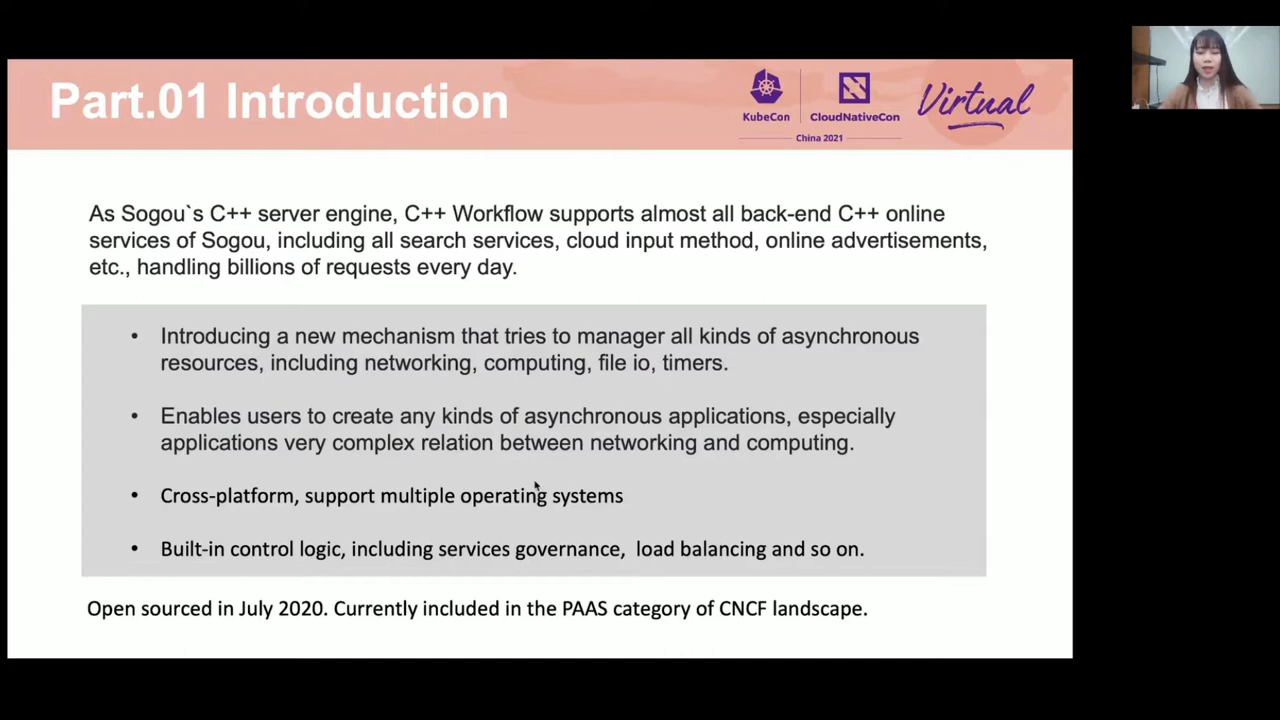 Part.01 Introduction
KubeCon
CloudNativeCon
China 2021
Virtual
As Sogou`s C++ server engine, C++ Workflow supports almost all back-end C++ online
services of Sogou, including all search services, cloud input method, online advertisements,
etc., handling billions of requests every day.
• Introducing a new mechanism that tries to manager all kinds of asynchronous
resources, including networking, computing, file io, timers.
• Enables users to create any kinds of asynchronous applications, especially
applications very complex relation between networking and computing.
• Cross-platform, support multiple operating systems
• Built-in control logic, including services governance,  load balancing and so on.
Open sourced in July 2020. Currently included in the PAAS category of CNCF landscape.